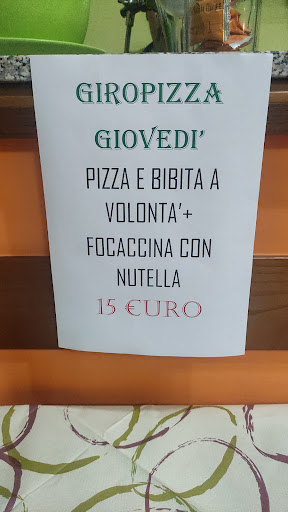 GIROPIZZA
GIOVEDI'
PIZZA E BIBITA A
VOLONTA'+
FOCACCINA CON
NUTELLA
15 €URO